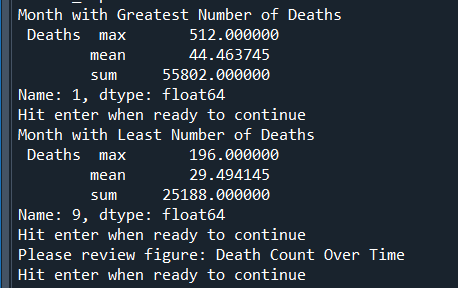 Month with Greatest Number of Deaths
Deaths max 512.000000
mean 44.463745
sum 55802.000000
Name: 1, dtype: float64
Hit enter when ready to continue
Month with Least Number of Deaths
Deaths max 196.000000
mean 29.494145
sum 25188.000000
Name: 9, dtype: float64
Hit enter when ready to continue
Please review figure: Death Count Over Time
Hit enter when ready to continue